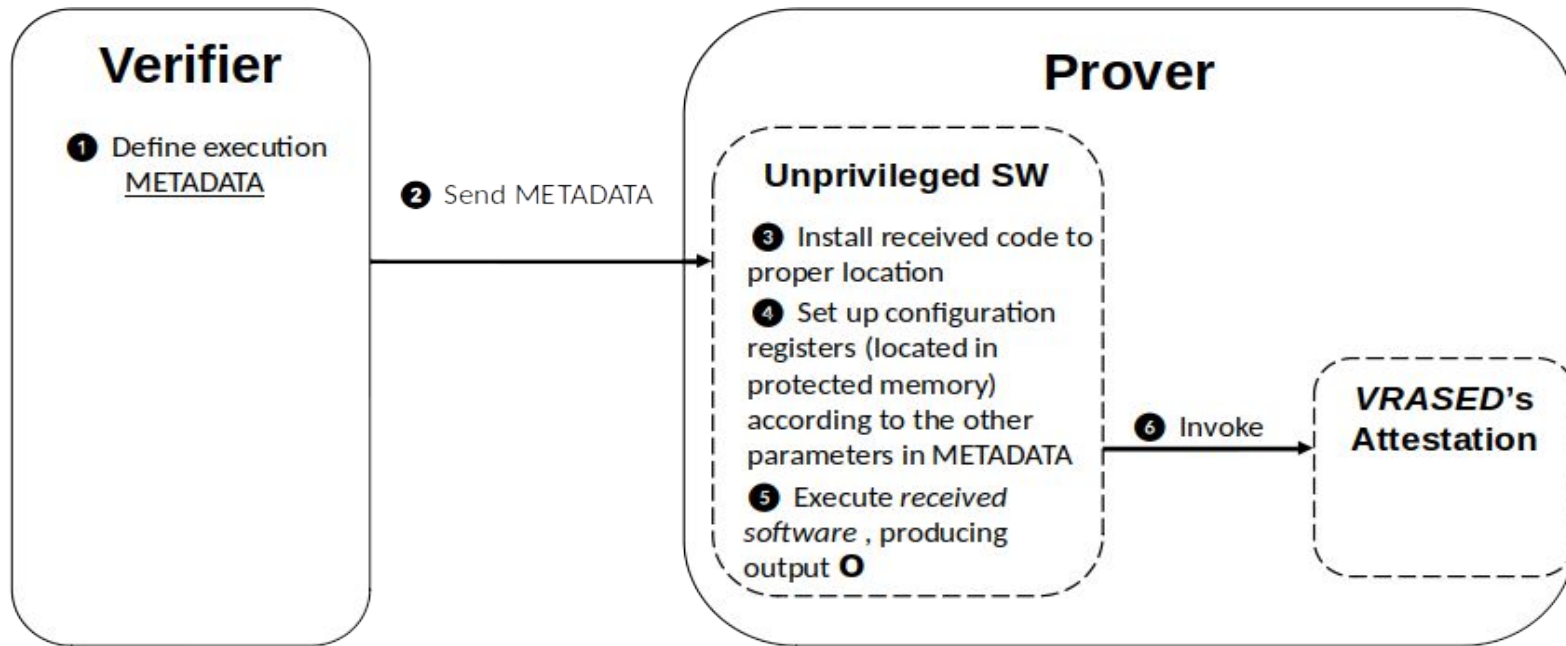 Verifier
❶ Define execution
METADATA
❷ Send METADATA
Prover
Unprivileged SW
❸ Install received code to
proper location
❹ Set up configuration
registers (located in
protected memory)
according to the other
parameters in METADATA
❺ Execute received
software , producing
output O
❻ Invoke
VRASED’s
Attestation